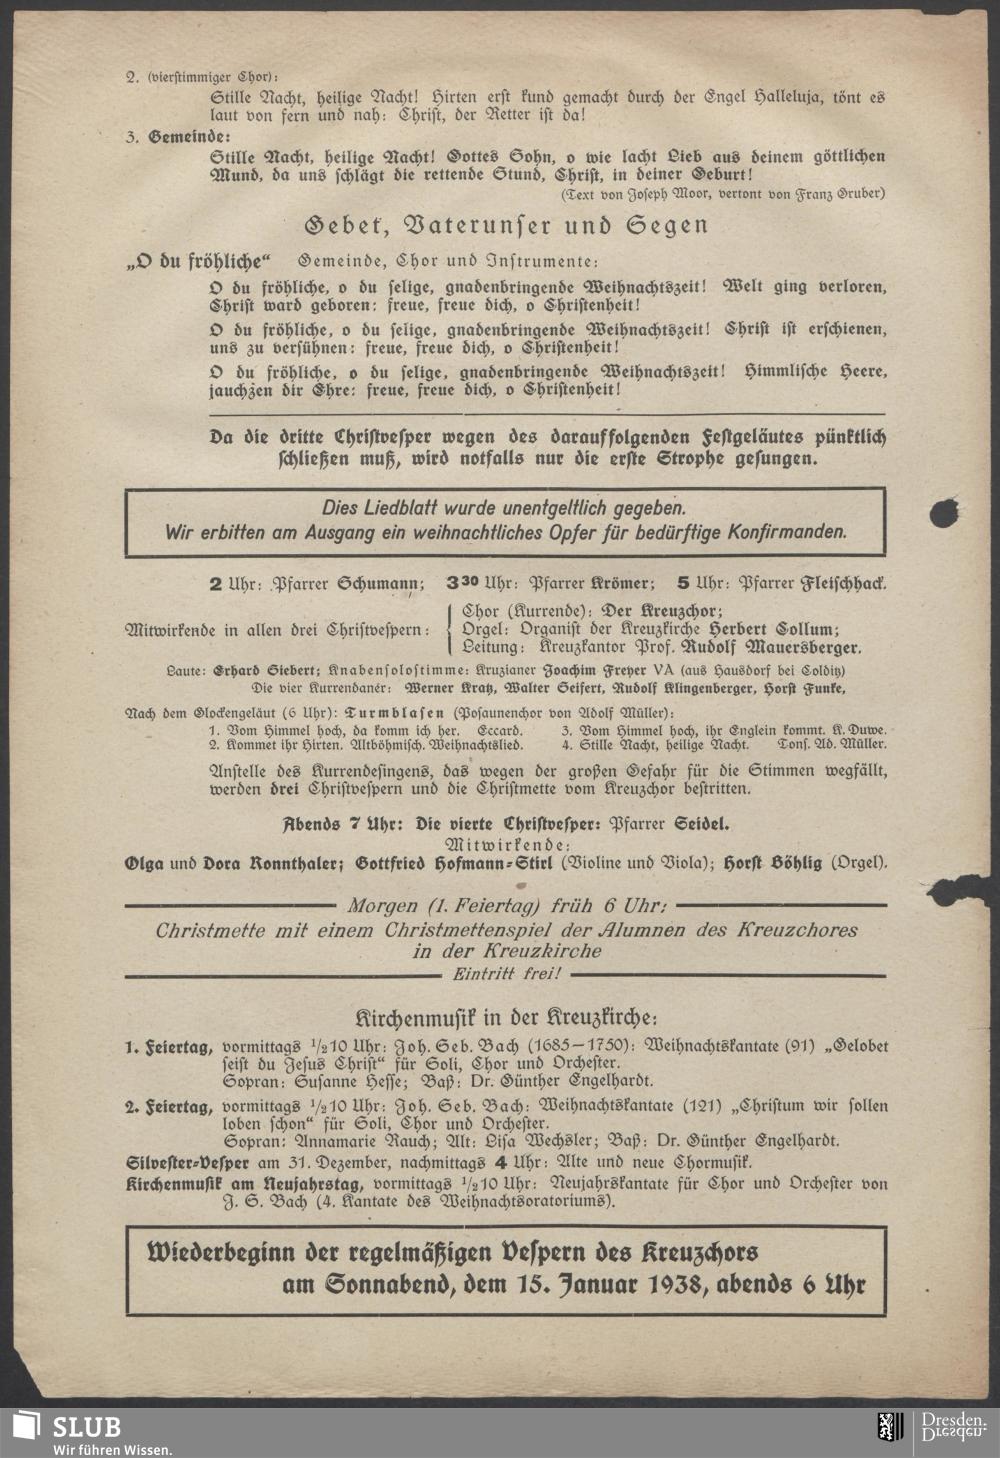 2. (vierstimmiger Chor):
Stille Nacht, heilige Nacht! Hirten erst kund gemacht durch der Engel Halleluja, tönt es
laut von fern und nah: Christ, der Retter ist da!
3. Gemeinde:
Stille Nacht, heilige Nacht! Gottes Sohn, o wie lacht Lieb aus deinem göttlichen
Mund, da uns schlägt die rettende Stund, Christ, in deiner Geburt!
(Text von Joseph Moor, vertont von Franz Gruber)
Gebet, Vaterunser und Segen
„O du fröhliche“ Gemeinde, Chor und Instrumente:
O du fröhliche, o du selige, gnadenbringende Weihnachtszeit! Welt ging verloren,
Christ ward geboren: freue, freue dich, o Christenheit!
O du fröhliche, o du selige, gnadenbringende Weihnachtszeit! Christ ist erschienen,
uns zu versühnen: freue, freue dich, o Christenheit!
O du fröhliche, o du selige, gnadenbringende Weihnachtszeit! Himmlische Heere,
jauchzen dir Ehre: freue, freue dich, o Christenheit!
Da die dritte Christvesper wegen des darauffolgenden Festgeläutes pünktlich
schließen muß, wird notfalls nur die erste Strophe gesungen.
Dies Liedblatt wurde unentgeltlich gegeben.
Wir erbitten am Ausgang ein weihnachtliches Opfer für bedürftige Konfirmanden.
2 Uhr: Pfarrer Schumann; 3³⁰ Uhr: Pfarrer Krömer; 5 Uhr: Pfarrer Fleischhack.
Chor (Kurrende): Der Kreuzchor;
Mitwirkende in allen drei Christvespern: Orgel: Organist der Kreuzkirche Herbert Collum;
Leitung: Kreuzkantor Prof. Rudolf Mauersberger.
Laute: Erhard Siebert; Knabensolostimme: Kruzianer Joachim Freyer VA (aus Hausdorf bei Colditz)
Die vier Kurrendaner: Werner Kratz, Walter Seifert, Rudolf Klingenberger, Horst Funke,
Nach dem Glockengeläut (6 Uhr): Turmblasen (Posaunenchor von Adolf Müller):
1. Vom Himmel hoch, da komm ich her. Eccard. 3. Vom Himmel hoch, ihr Englein kommt. K. Duwe.
2. Kommet ihr Hirten. Altböhmisch. Weihnachtslied. 4. Stille Nacht, heilige Nacht. Tons. Ad. Müller.
Anstelle des Kurrendesingens, das wegen der großen Gefahr für die Stimmen wegfällt,
werden drei Christvespern und die Christmette vom Kreuzchor bestritten.
Abends 7 Uhr: Die vierte Christvesper: Pfarrer Seidel.
Mitwirkende:
Olga und Dora Ronnthaler; Gottfried Hofmann-Stirl (Violine und Viola); Horst Böhlig (Orgel).
Morgen (1. Feiertag) früh 6 Uhr:
Christmette mit einem Christmettenspiel der Alumnen des Kreuzchores
in der Kreuzkirche
Eintritt frei!
Kirchenmusik in der Kreuzkirche:
1. Feiertag, vormittags ½10 Uhr: Joh. Seb. Bach (1685—1750): Weihnachtskantate (91) „Gelobet
seist du Jesus Christ“ für Soli, Chor und Orchester.
Sopran: Susanne Hesse; Baß: Dr. Günther Engelhardt.
2. Feiertag, vormittags ½10 Uhr: Joh. Seb. Bach: Weihnachtskantate (121) „Christum wir sollen
loben schon“ für Soli, Chor und Orchester.
Sopran: Annamarie Rauch; Alt: Lisa Wechsler; Baß: Dr. Günther Engelhardt.
Silvester-Vesper am 31. Dezember, nachmittags 4 Uhr: Alte und neue Chormusik.
Kirchenmusik am Neujahrstag, vormittags ½10 Uhr: Neujahrskantate für Chor und Orchester von
J. S. Bach (4. Kantate des Weihnachtsoratoriums).
Wiederbeginn der regelmäßigen Vespern des Kreuzchors
am Sonnabend, dem 15. Januar 1938, abends 6 Uhr
SLUB
Wir führen Wissen.
Dresden.
Dresden.